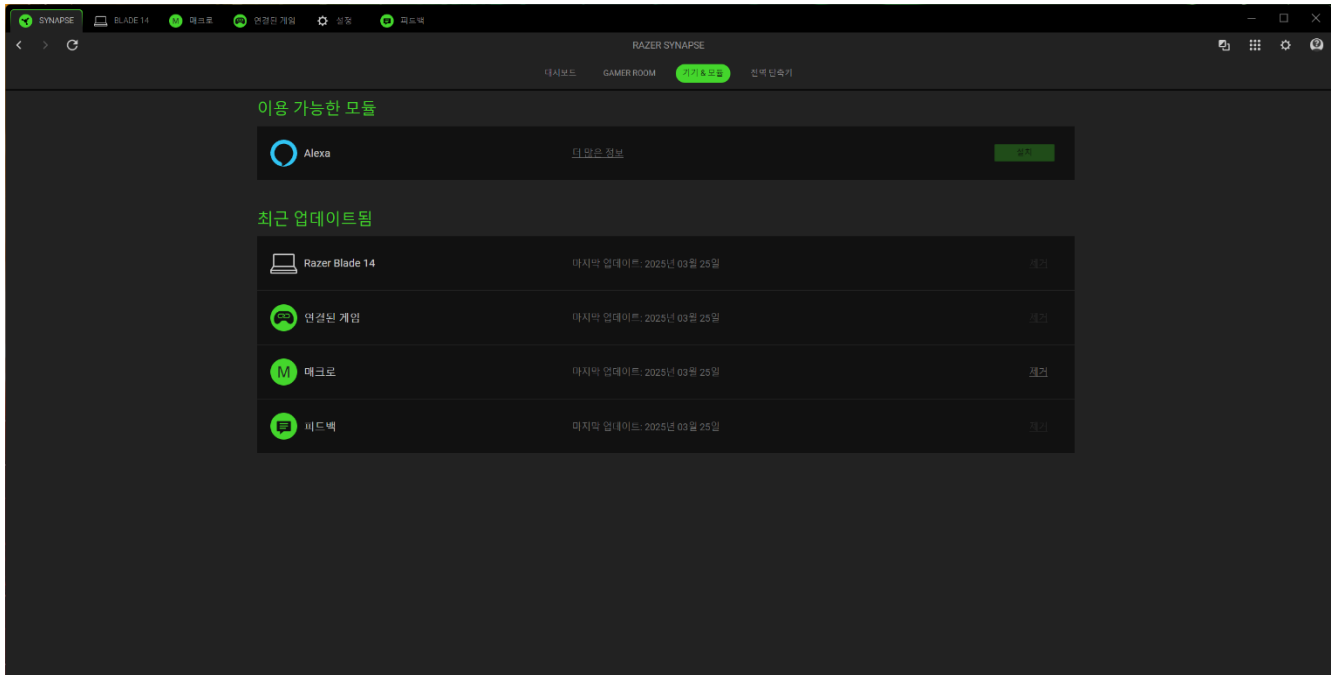 SYNAPSE BLADE 14 M 매크로 연결된 게임 설정 피드백
RAZER SYNAPSE
대시보드 GAMER ROOM 기기 & 모듈 전역 단축키
이용 가능한 모듈
Alexa 더 많은 정보 설치
최근 업데이트됨
Razer Blade 14 마지막 업데이트: 2025년 03월 25일 제거
연결된 게임 마지막 업데이트: 2025년 03월 25일 제거
M 매크로 마지막 업데이트: 2025년 03월 25일 제거
피드백 마지막 업데이트: 2025년 03월 25일 제거